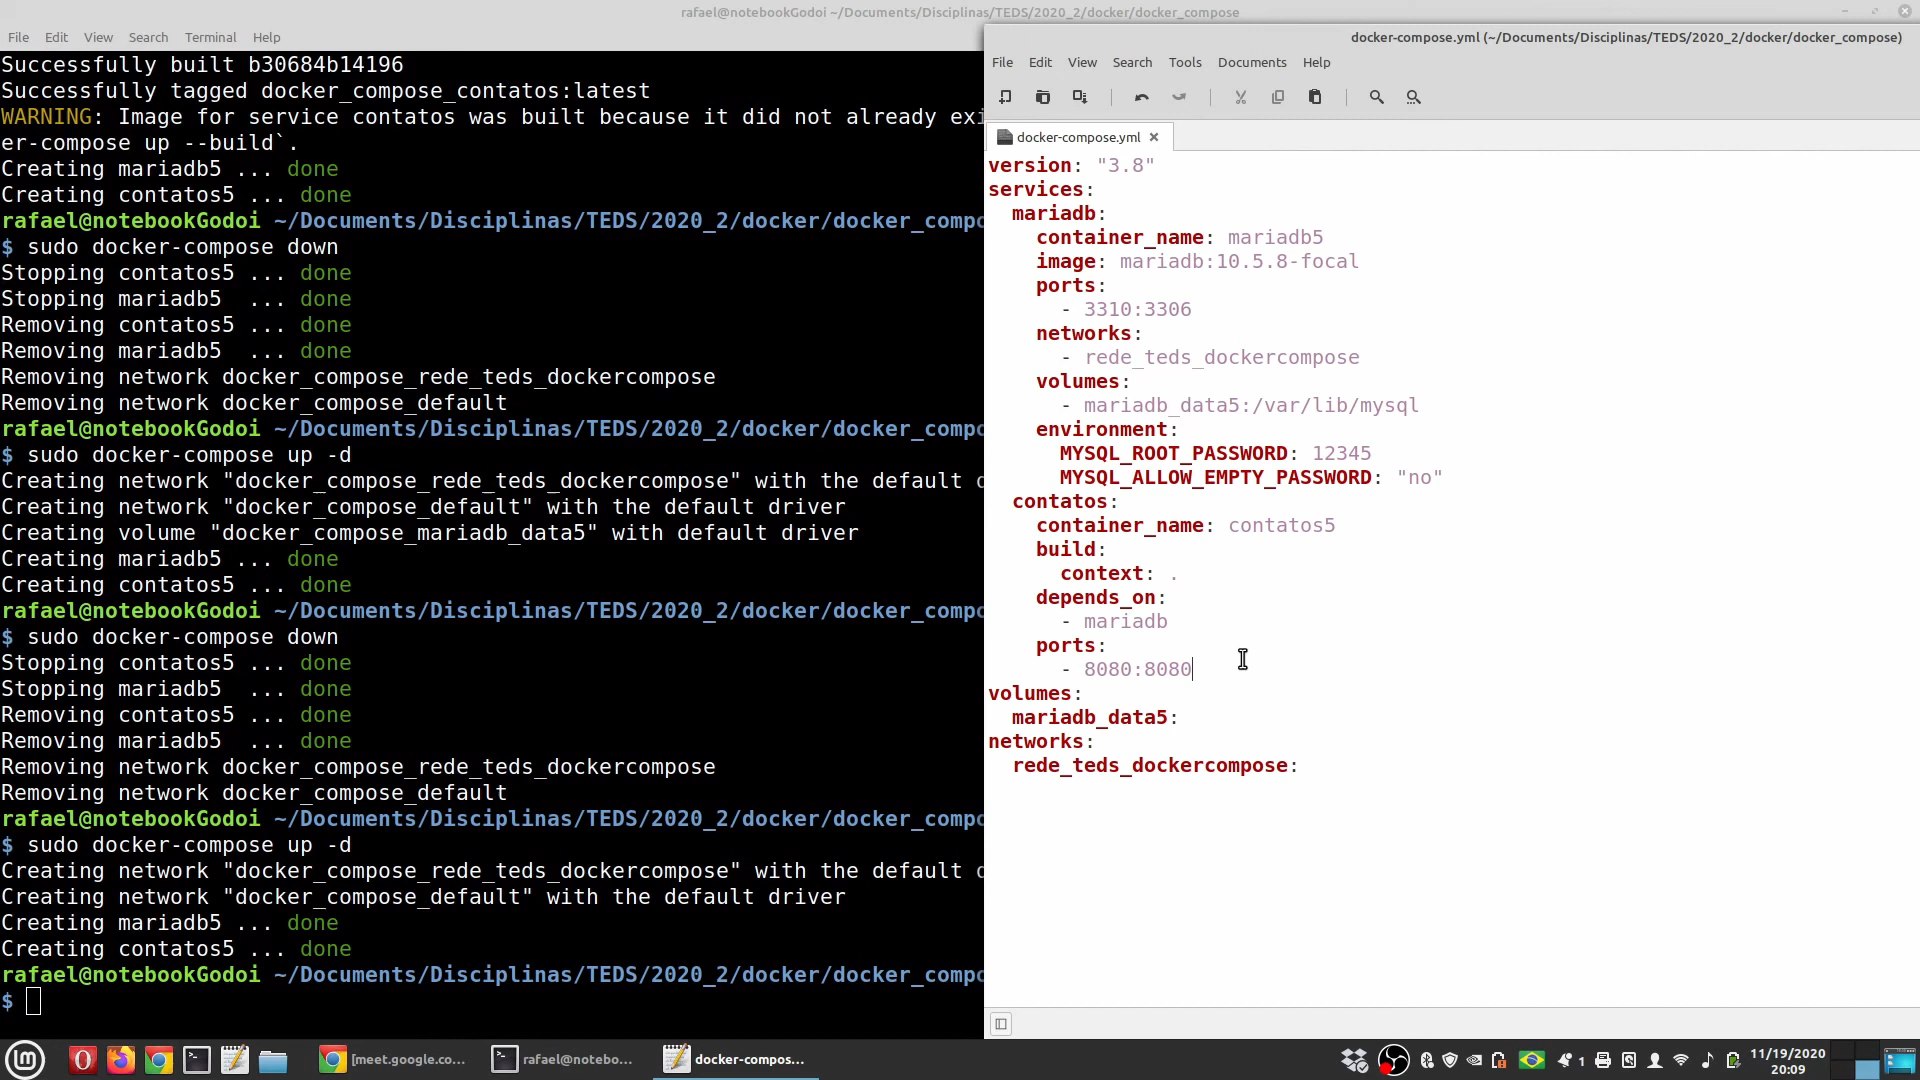 rafael@notebookGodoi ~/Documents/Disciplinas/TEDS/2020_2/docker/docker_compose
File Edit View Search Terminal Help
Successfully built b30684b14196
Successfully tagged docker_compose_contatos:latest
WARNING: Image for service contatos was built because it did not already exi
er-compose up --build`.
Creating mariadb5 ... done
Creating contatos5 ... done
rafael@notebookGodoi ~/Documents/Disciplinas/TEDS/2020_2/docker/docker_compo
$ sudo docker-compose down
Stopping contatos5 ... done
Stopping mariadb5  ... done
Removing contatos5 ... done
Removing mariadb5  ... done
Removing network docker_compose_rede_teds_dockercompose
Removing network docker_compose_default
rafael@notebookGodoi ~/Documents/Disciplinas/TEDS/2020_2/docker/docker_compo
$ sudo docker-compose up -d
Creating network "docker_compose_rede_teds_dockercompose" with the default d
Creating network "docker_compose_default" with the default driver
Creating volume "docker_compose_mariadb_data5" with default driver
Creating mariadb5 ... done
Creating contatos5 ... done
rafael@notebookGodoi ~/Documents/Disciplinas/TEDS/2020_2/docker/docker_compo
$ sudo docker-compose down
Stopping contatos5 ... done
Stopping mariadb5  ... done
Removing contatos5 ... done
Removing mariadb5  ... done
Removing network docker_compose_rede_teds_dockercompose
Removing network docker_compose_default
rafael@notebookGodoi ~/Documents/Disciplinas/TEDS/2020_2/docker/docker_compo
$ sudo docker-compose up -d
Creating network "docker_compose_rede_teds_dockercompose" with the default d
Creating network "docker_compose_default" with the default driver
Creating mariadb5 ... done
Creating contatos5 ... done
rafael@notebookGodoi ~/Documents/Disciplinas/TEDS/2020_2/docker/docker_compo
$
docker-compose.yml (~/Documents/Disciplinas/TEDS/2020_2/docker/docker_compose)
File Edit View Search Tools Documents Help
docker-compose.yml
version: "3.8"
services:
  mariadb:
    container_name: mariadb5
    image: mariadb:10.5.8-focal
    ports:
      - 3310:3306
    networks:
      - rede_teds_dockercompose
    volumes:
      - mariadb_data5:/var/lib/mysql
    environment:
      MYSQL_ROOT_PASSWORD: 12345
      MYSQL_ALLOW_EMPTY_PASSWORD: "no"
  contatos:
    container_name: contatos5
    build:
      context: .
    depends_on:
      - mariadb
    ports:
      - 8080:8080
volumes:
  mariadb_data5:
networks:
  rede_teds_dockercompose:
[meet.google.co... rafael@notebo... docker-compos... 1 11/19/2020
20:09